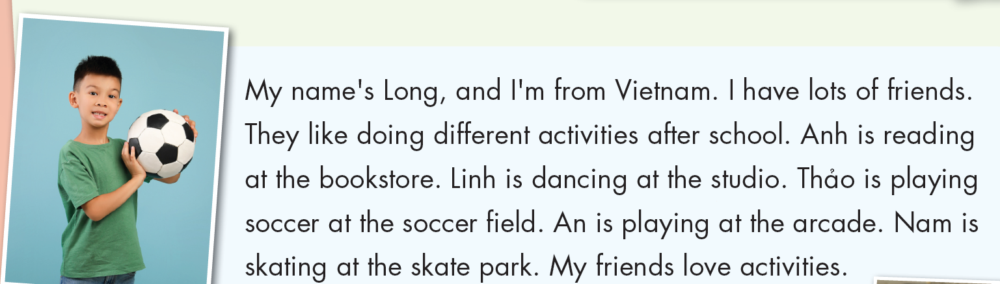 My name's Long, and I'm from Vietnam. I have lots of friends.
They like doing different activities after school. Anh is reading
at the bookstore. Linh is dancing at the studio. Thảo is playing
soccer at the soccer field. An is playing at the arcade. Nam is
skating at the skate park. My friends love activities.